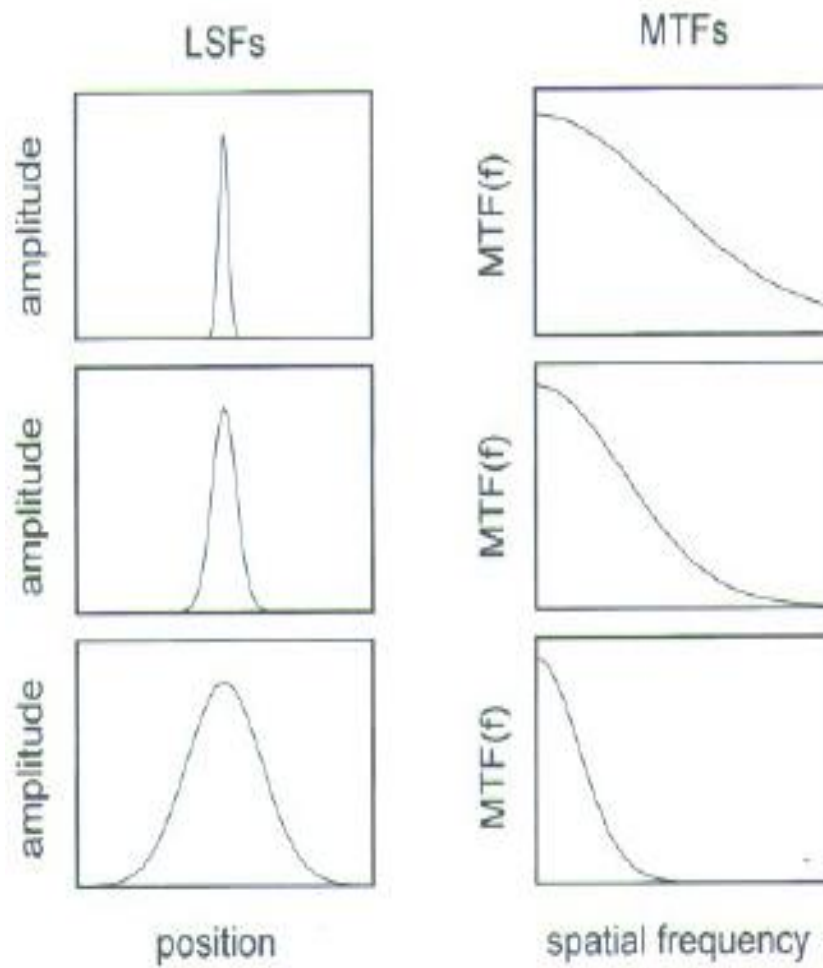 LSFs
MTFs
amplitude
MTF(f)
amplitude
MTF(f)
amplitude
MTF(f)
position
spatial frequency